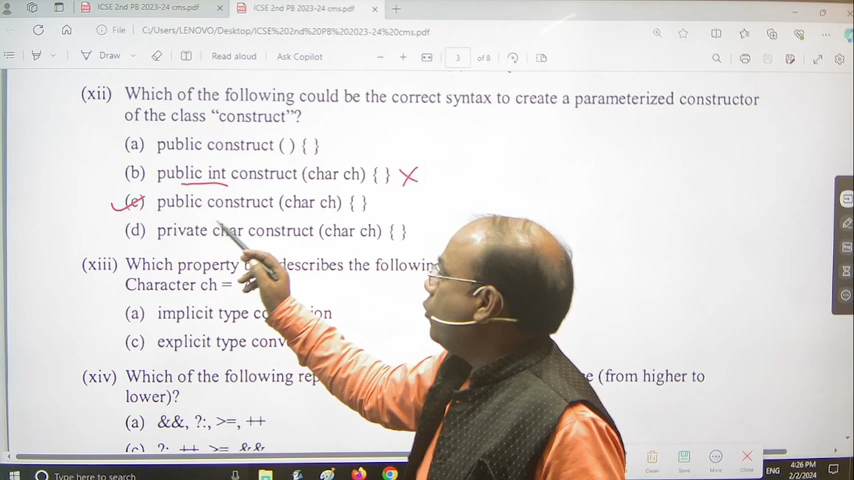 ICSE 2nd PB 2023-24 cms.pdf
ICSE 2nd PB 2023-24 cms.pdf
File
C:/Users/LENOVO/Desktop/ICSE%202nd%20PB%202023-24%20cms.pdf
Draw
Read aloud
Ask Copilot
3
of 8
(xii) Which of the following could be the correct syntax to create a parameterized constructor
of the class “construct”?
(a) public construct ( ) { }
(b) public int construct (char ch) { }
(c) public construct (char ch) { }
(d) private char construct (char ch) { }
(xiii) Which property describes the
Character ch =
(a) implicit type
(c) explicit type
(xiv) Which of the following (from higher to
lower)?
(a) &&, ?:, >=, ++
(c) ?:, ++ >= &&
Type here to search
Clean
Save
More
Close
ENG
4:26 PM
2/2/2024